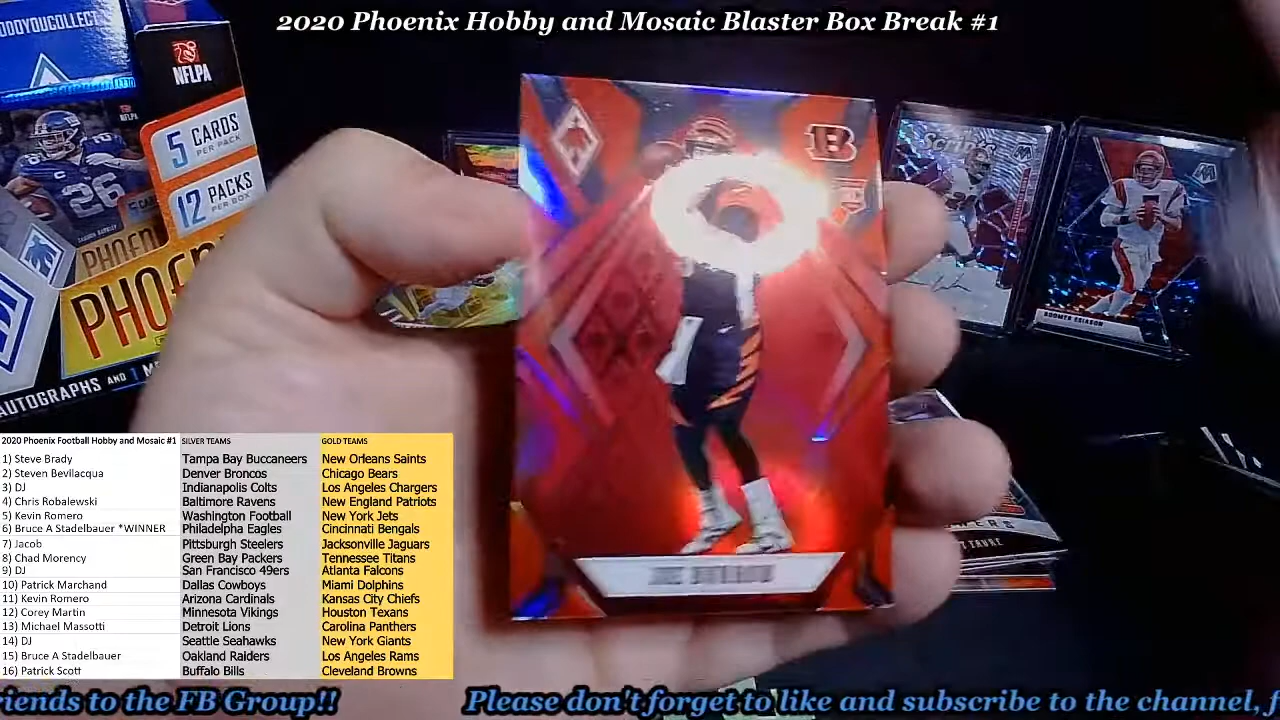 2020 Phoenix Hobby and Mosaic Blaster Box Break #1
NFLPA
5 CARDS
PER PACK
12 PACKS
PER BOX
26
PHOENIX
AUTOGRAPHS AND 1 M
B
Scripts
BOOMER ESIASON
2020 Phoenix Football Hobby and Mosaic #1 SILVER TEAMS GOLD TEAMS
1) Steve Brady Tampa Bay Buccaneers New Orleans Saints
2) Steven Bevilacqua Denver Broncos Chicago Bears
3) DJ Indianapolis Colts Los Angeles Chargers
4) Chris Robalewski Baltimore Ravens New England Patriots
5) Kevin Romero Washington Football New York Jets
6) Bruce A Stadelbauer *WINNER Philadelpha Eagles Cincinnati Bengals
7) Jacob Pittsburgh Steelers Jacksonville Jaguars
8) Chad Morency Green Bay Packers Tennessee Titans
9) DJ San Francisco 49ers Atlanta Falcons
10) Patrick Marchand Dallas Cowboys Miami Dolphins
11) Kevin Romero Arizona Cardinals Kansas City Chiefs
12) Corey Martin Minnesota Vikings Houston Texans
13) Michael Massotti Detroit Lions Carolina Panthers
14) DJ Seattle Seahawks New York Giants
15) Bruce A Stadelbauer Oakland Raiders Los Angeles Rams
16) Patrick Scott Buffalo Bills Cleveland Browns
riends to the FB Group!! Please don't forget to like and subscribe to the channel, f